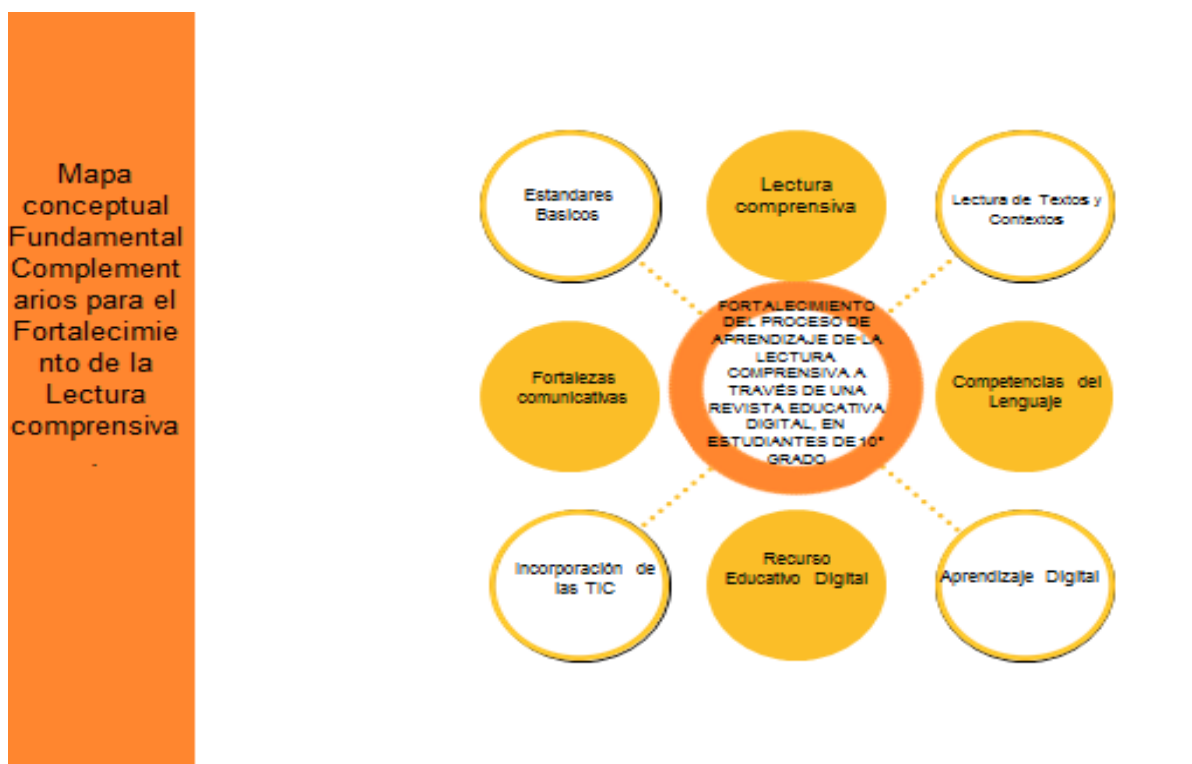 Mapa
conceptual
Fundamental
Complement
arios para el
Fortalecimie
nto de la
Lectura
comprensiva
.
Estandares
Basicos
Lectura
comprensiva
Lectura de Textos y
Contextos
Fortalezas
comunicativas
FORTALECIMIENTO
DEL PROCESO DE
APRENDIZAJE DE LA
LECTURA
COMPRENSIVA A
TRAVÉS DE UNA
REVISTA EDUCATIVA
DIGITAL, EN
ESTUDIANTES DE 10°
GRADO
Competencias del
Lenguaje
Incorporación de
las TIC
Recurso
Educativo Digital
Aprendizaje Digital